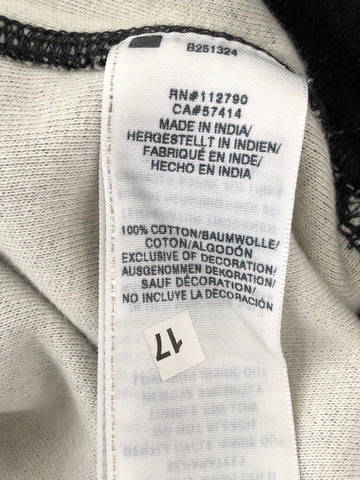 B251324
RN#112790
CA#57414
MADE IN INDIA/
HERGESTELLT IN INDIEN/
FABRIQUÉ EN INDE/
HECHO EN INDIA
100% COTTON/BAUMWOLLE/
COTON/ALGODÓN
EXCLUSIVE OF DECORATION/
AUSGENOMMEN DEKORATION/
SAUF DÉCORATION/
NO INCLUYE LA DECORACIÓN
17